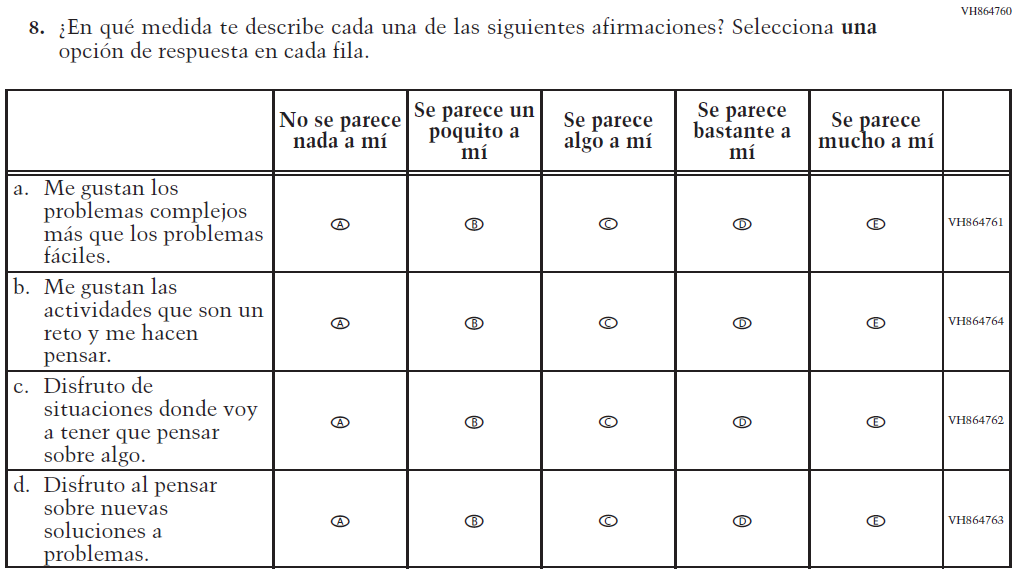 VH864760
8. ¿En qué medida te describe cada una de las siguientes afirmaciones? Selecciona una
opción de respuesta en cada fila.
No se parece
nada a mí
Se parece un
poquito a
mí
Se parece
algo a mí
Se parece
bastante a
mí
Se parece
mucho a mí
a. Me gustan los
problemas complejos
más que los problemas
fáciles.
A B C D E VH864761
b. Me gustan las
actividades que son un
reto y me hacen
pensar.
A B C D E VH864764
c. Disfruto de
situaciones donde voy
a tener que pensar
sobre algo.
A B C D E VH864762
d. Disfruto al pensar
sobre nuevas
soluciones a
problemas.
A B C D E VH864763